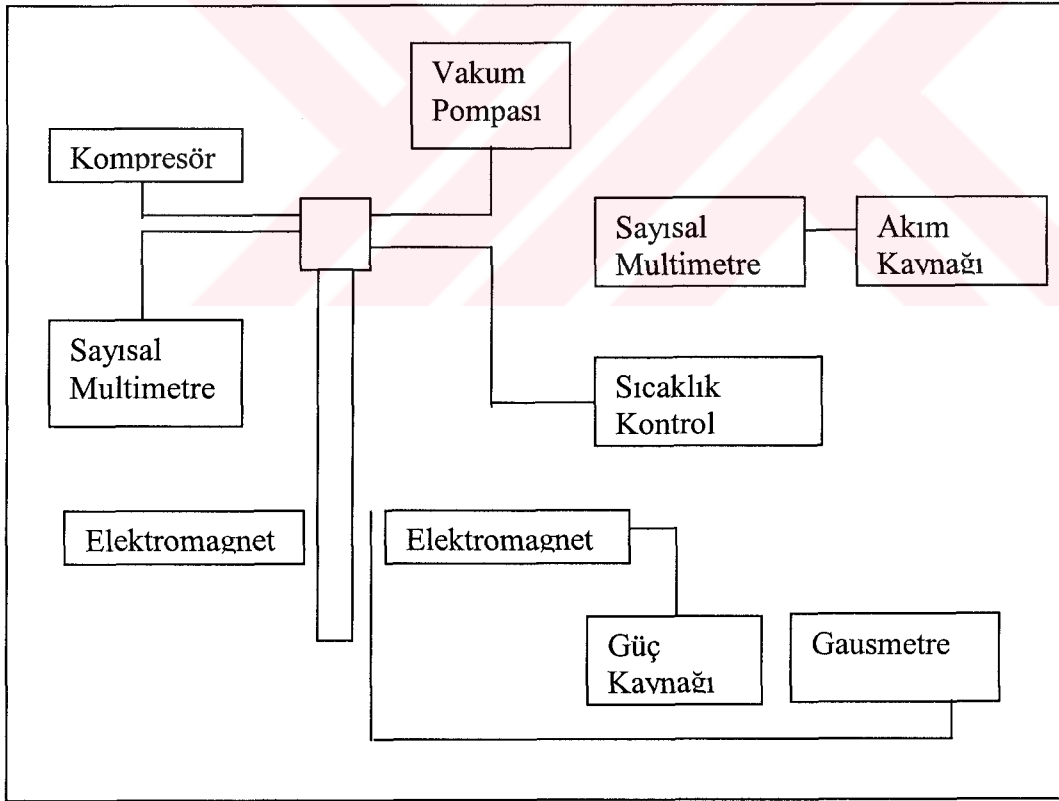 Vakum
Pompası
Kompresör
Sayısal
Multimetre
Akım
Kaynağı
Sayısal
Multimetre
Sıcaklık
Kontrol
Elektromagnet
Elektromagnet
Güç
Kaynağı
Gausmetre